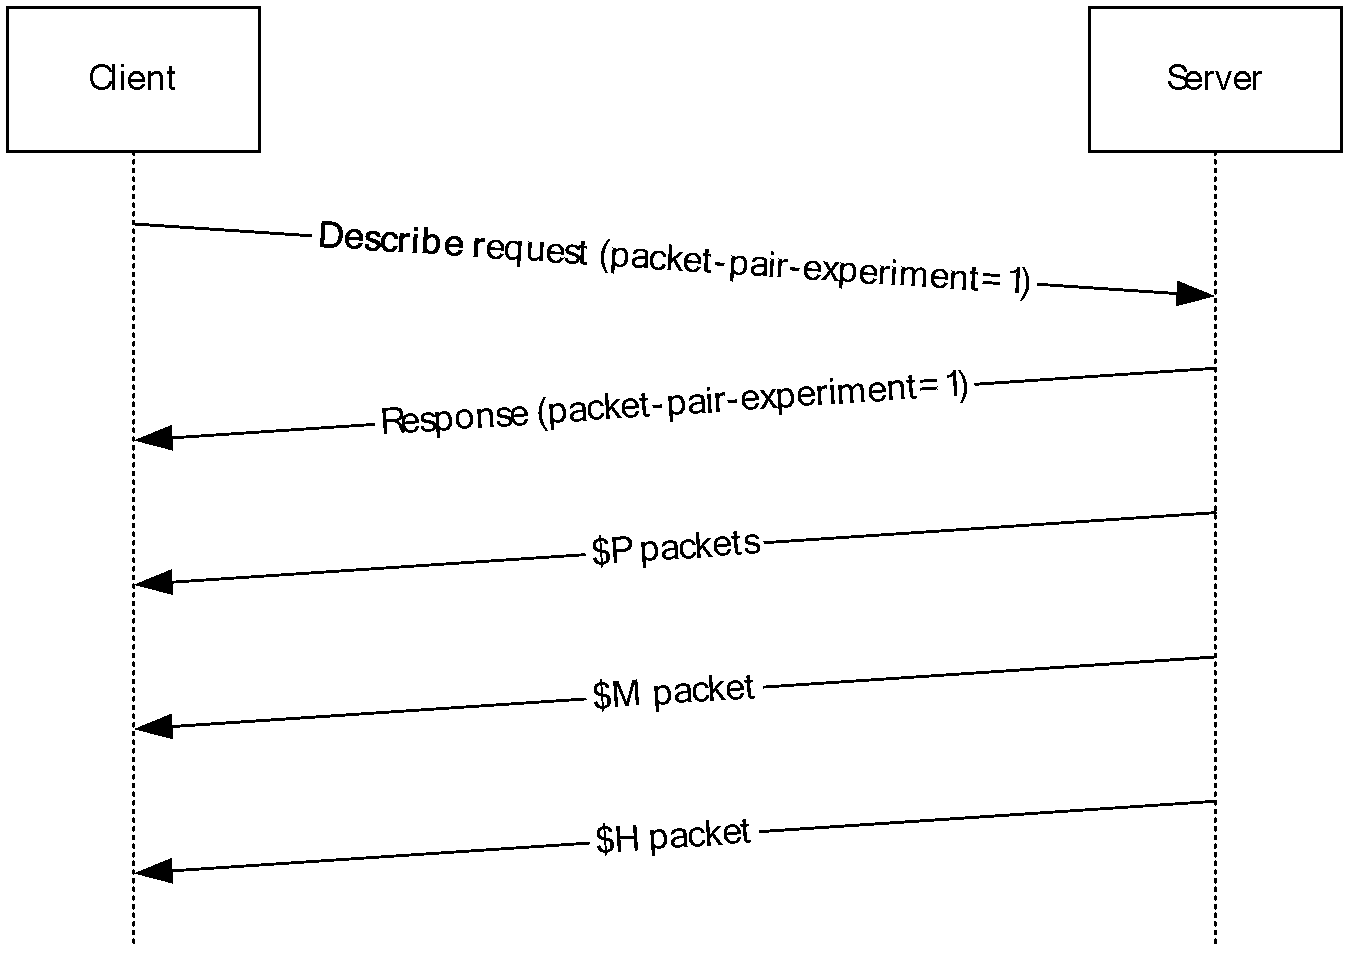 Client
Server
Describe request (packet-pair-experiment=1)
Response (packet-pair-experiment=1)
$P packets
$M packet
$H packet